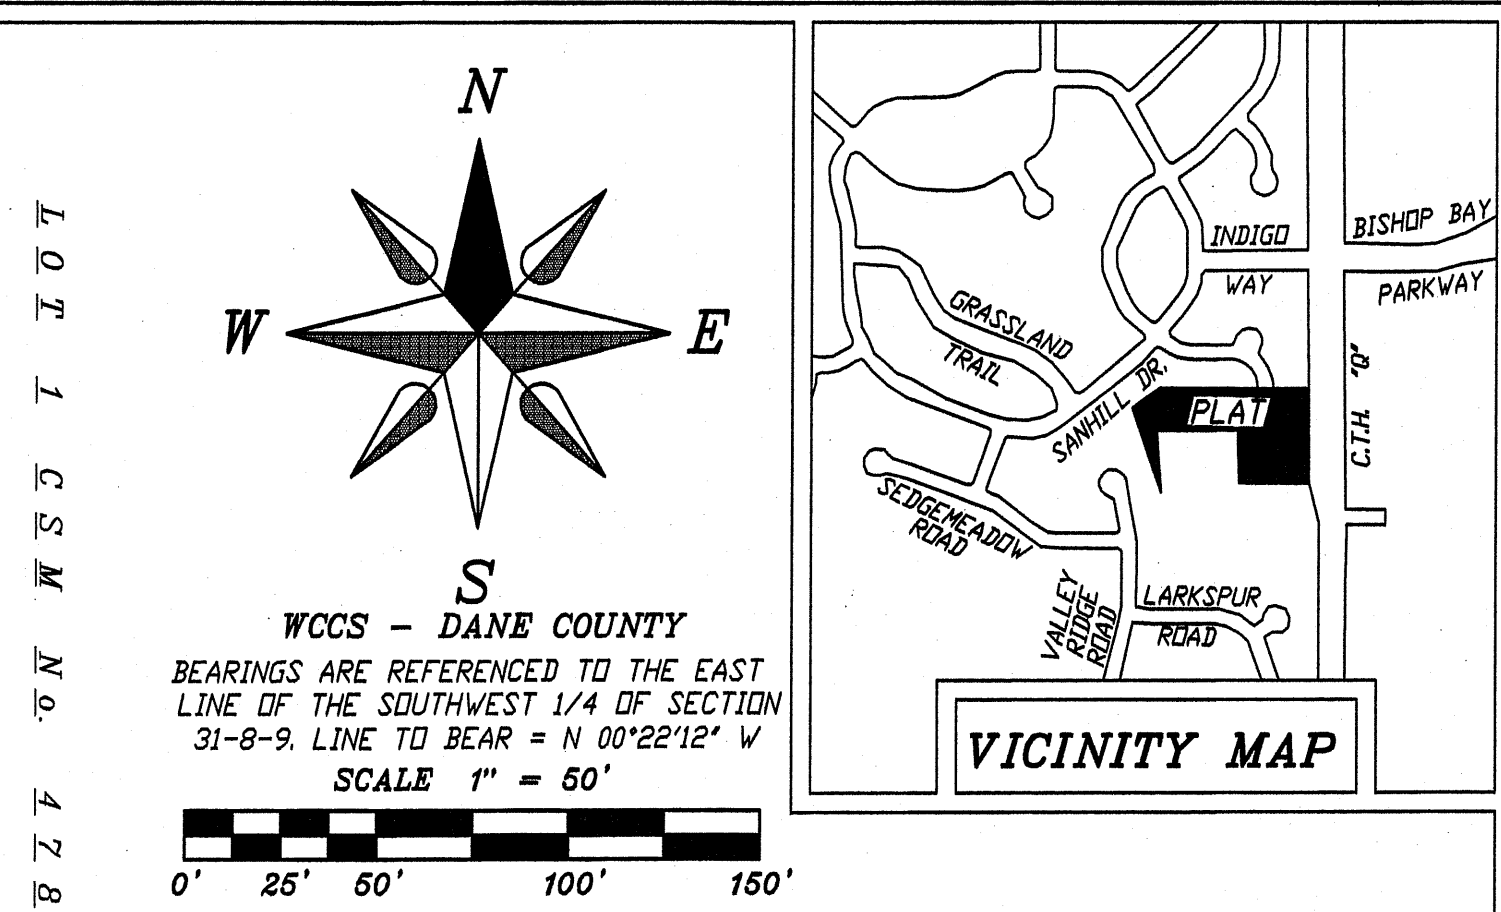 LOT 1 CSM No. 478
N
W
E
S
WCCS - DANE COUNTY
BEARINGS ARE REFERENCED TO THE EAST
LINE OF THE SOUTHWEST 1/4 OF SECTION
31-8-9. LINE TO BEAR = N 00°22'12" W
SCALE 1" = 50'
0' 25' 50' 100' 150'
INDIGO
WAY
BISHOP BAY
PARKWAY
GRASSLAND
TRAIL
SANHILL DR.
PLAT
C.T.H. "Q"
SEDGEMEADOW
ROAD
VALLEY
RIDGE
ROAD
LARKSPUR
ROAD
VICINITY MAP